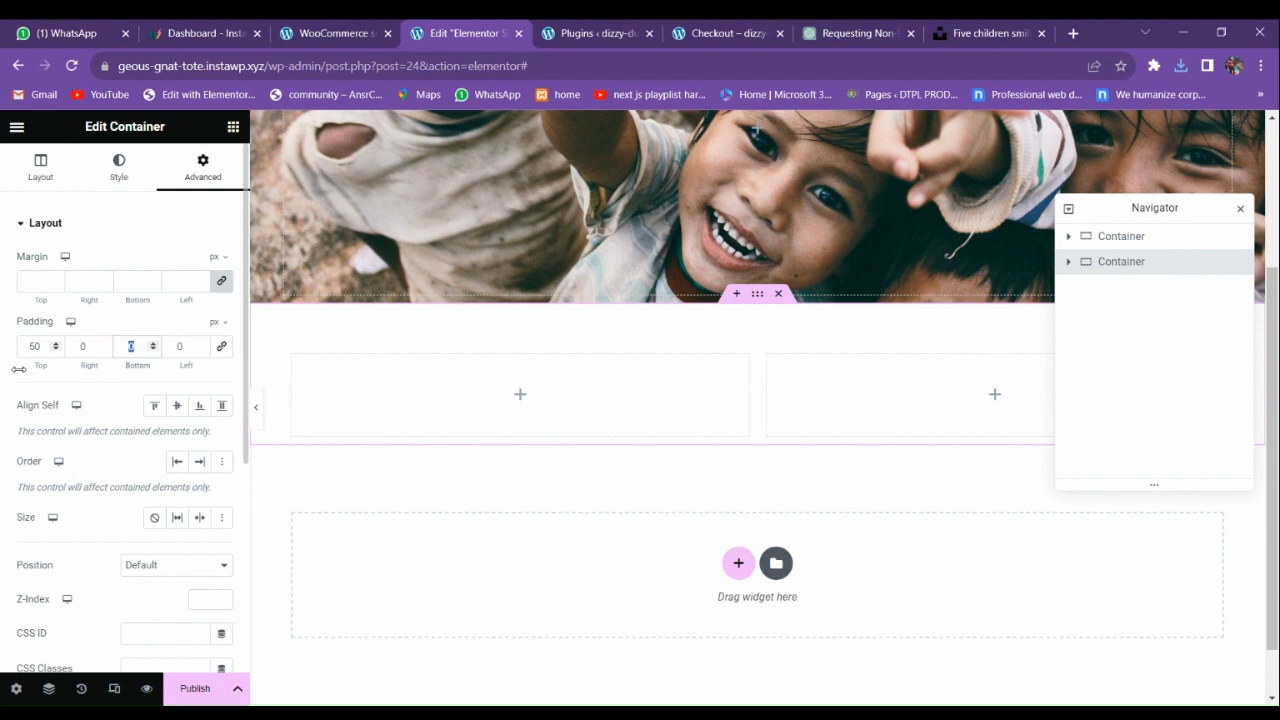 (1) WhatsApp
Dashboard - Insta
WooCommerce s
Edit "Elementor S
Plugins ‹ dizzy-du
Checkout – dizzy
Requesting Non-
Five children smil
geous-gnat-tote.instawp.xyz/wp-admin/post.php?post=24&action=elementor#
Gmail
YouTube
Edit with Elementor...
community – AnsrC...
Maps
WhatsApp
home
next js playlist har...
Home | Microsoft 3...
Pages ‹ DTPL PROD...
Professional web d...
We humanize corp...
»
Edit Container
Layout
Style
Advanced
Layout
Margin
px
Top
Right
Bottom
Left
Padding
px
50
0
0
0
Top
Right
Bottom
Left
Align Self
This control will affect contained elements only.
Order
This control will affect contained elements only.
Size
Position
Default
Z-Index
CSS ID
CSS Classes
Publish
Navigator
Container
Container
Drag widget here